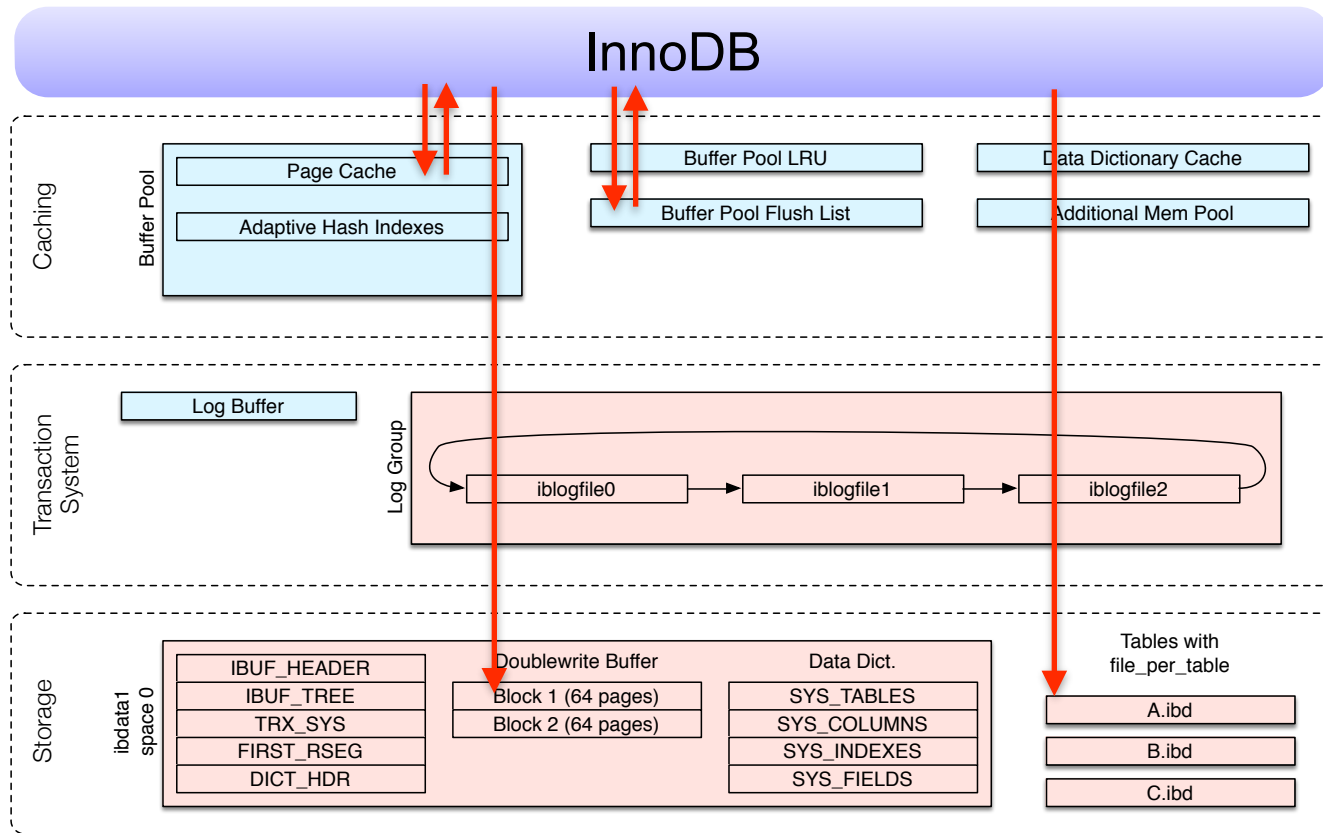 InnoDB
Caching
Buffer Pool
Page Cache
Adaptive Hash Indexes
Buffer Pool LRU
Buffer Pool Flush List
Data Dictionary Cache
Additional Mem Pool
Transaction
System
Log Buffer
Log Group
iblogfile0
iblogfile1
iblogfile2
Storage
ibdata1
space 0
IBUF_HEADER
IBUF_TREE
TRX_SYS
FIRST_RSEG
DICT_HDR
Doublewrite Buffer
Block 1 (64 pages)
Block 2 (64 pages)
Data Dict.
SYS_TABLES
SYS_COLUMNS
SYS_INDEXES
SYS_FIELDS
Tables with
file_per_table
A.ibd
B.ibd
C.ibd